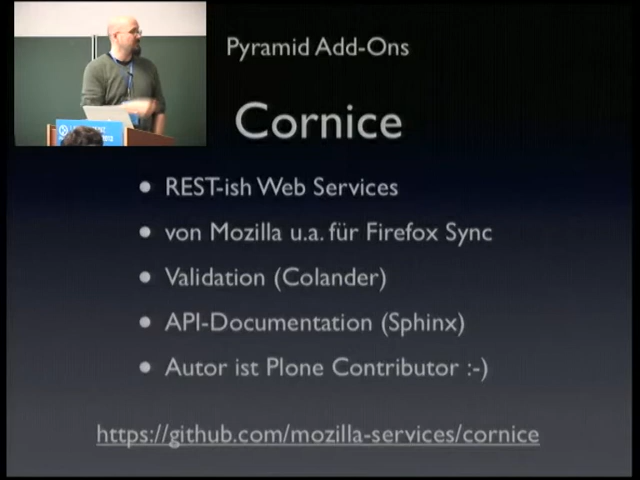 Pyramid Add-Ons
Cornice
• REST-ish Web Services
• von Mozilla u.a. für Firefox Sync
• Validation (Colander)
• API-Documentation (Sphinx)
• Autor ist Plone Contributor :-)
https://github.com/mozilla-services/cornice